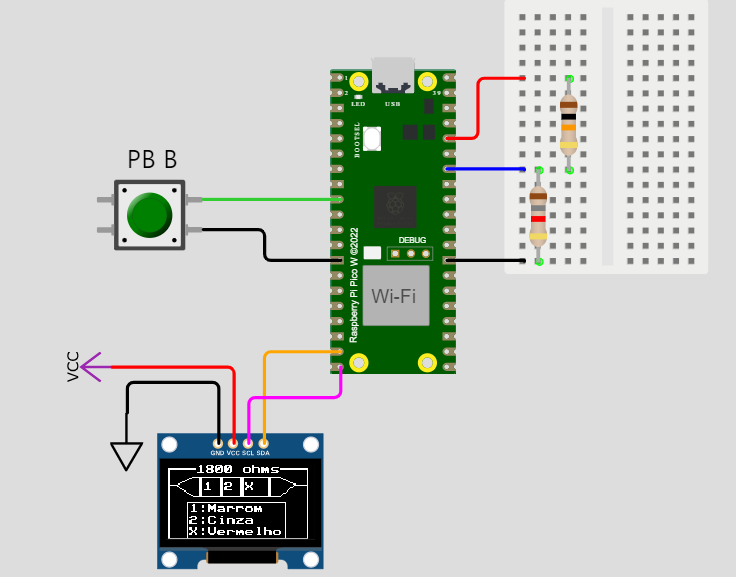 1
2
39
LED
USB
BOOTSEL
PB B
DEBUG
Raspberry Pi Pico W ©2022
Wi-Fi
VCC
GND VCC SCL SDA
1800 ohms
1 2 X
1:Marrom
2:Cinza
X:Vermelho